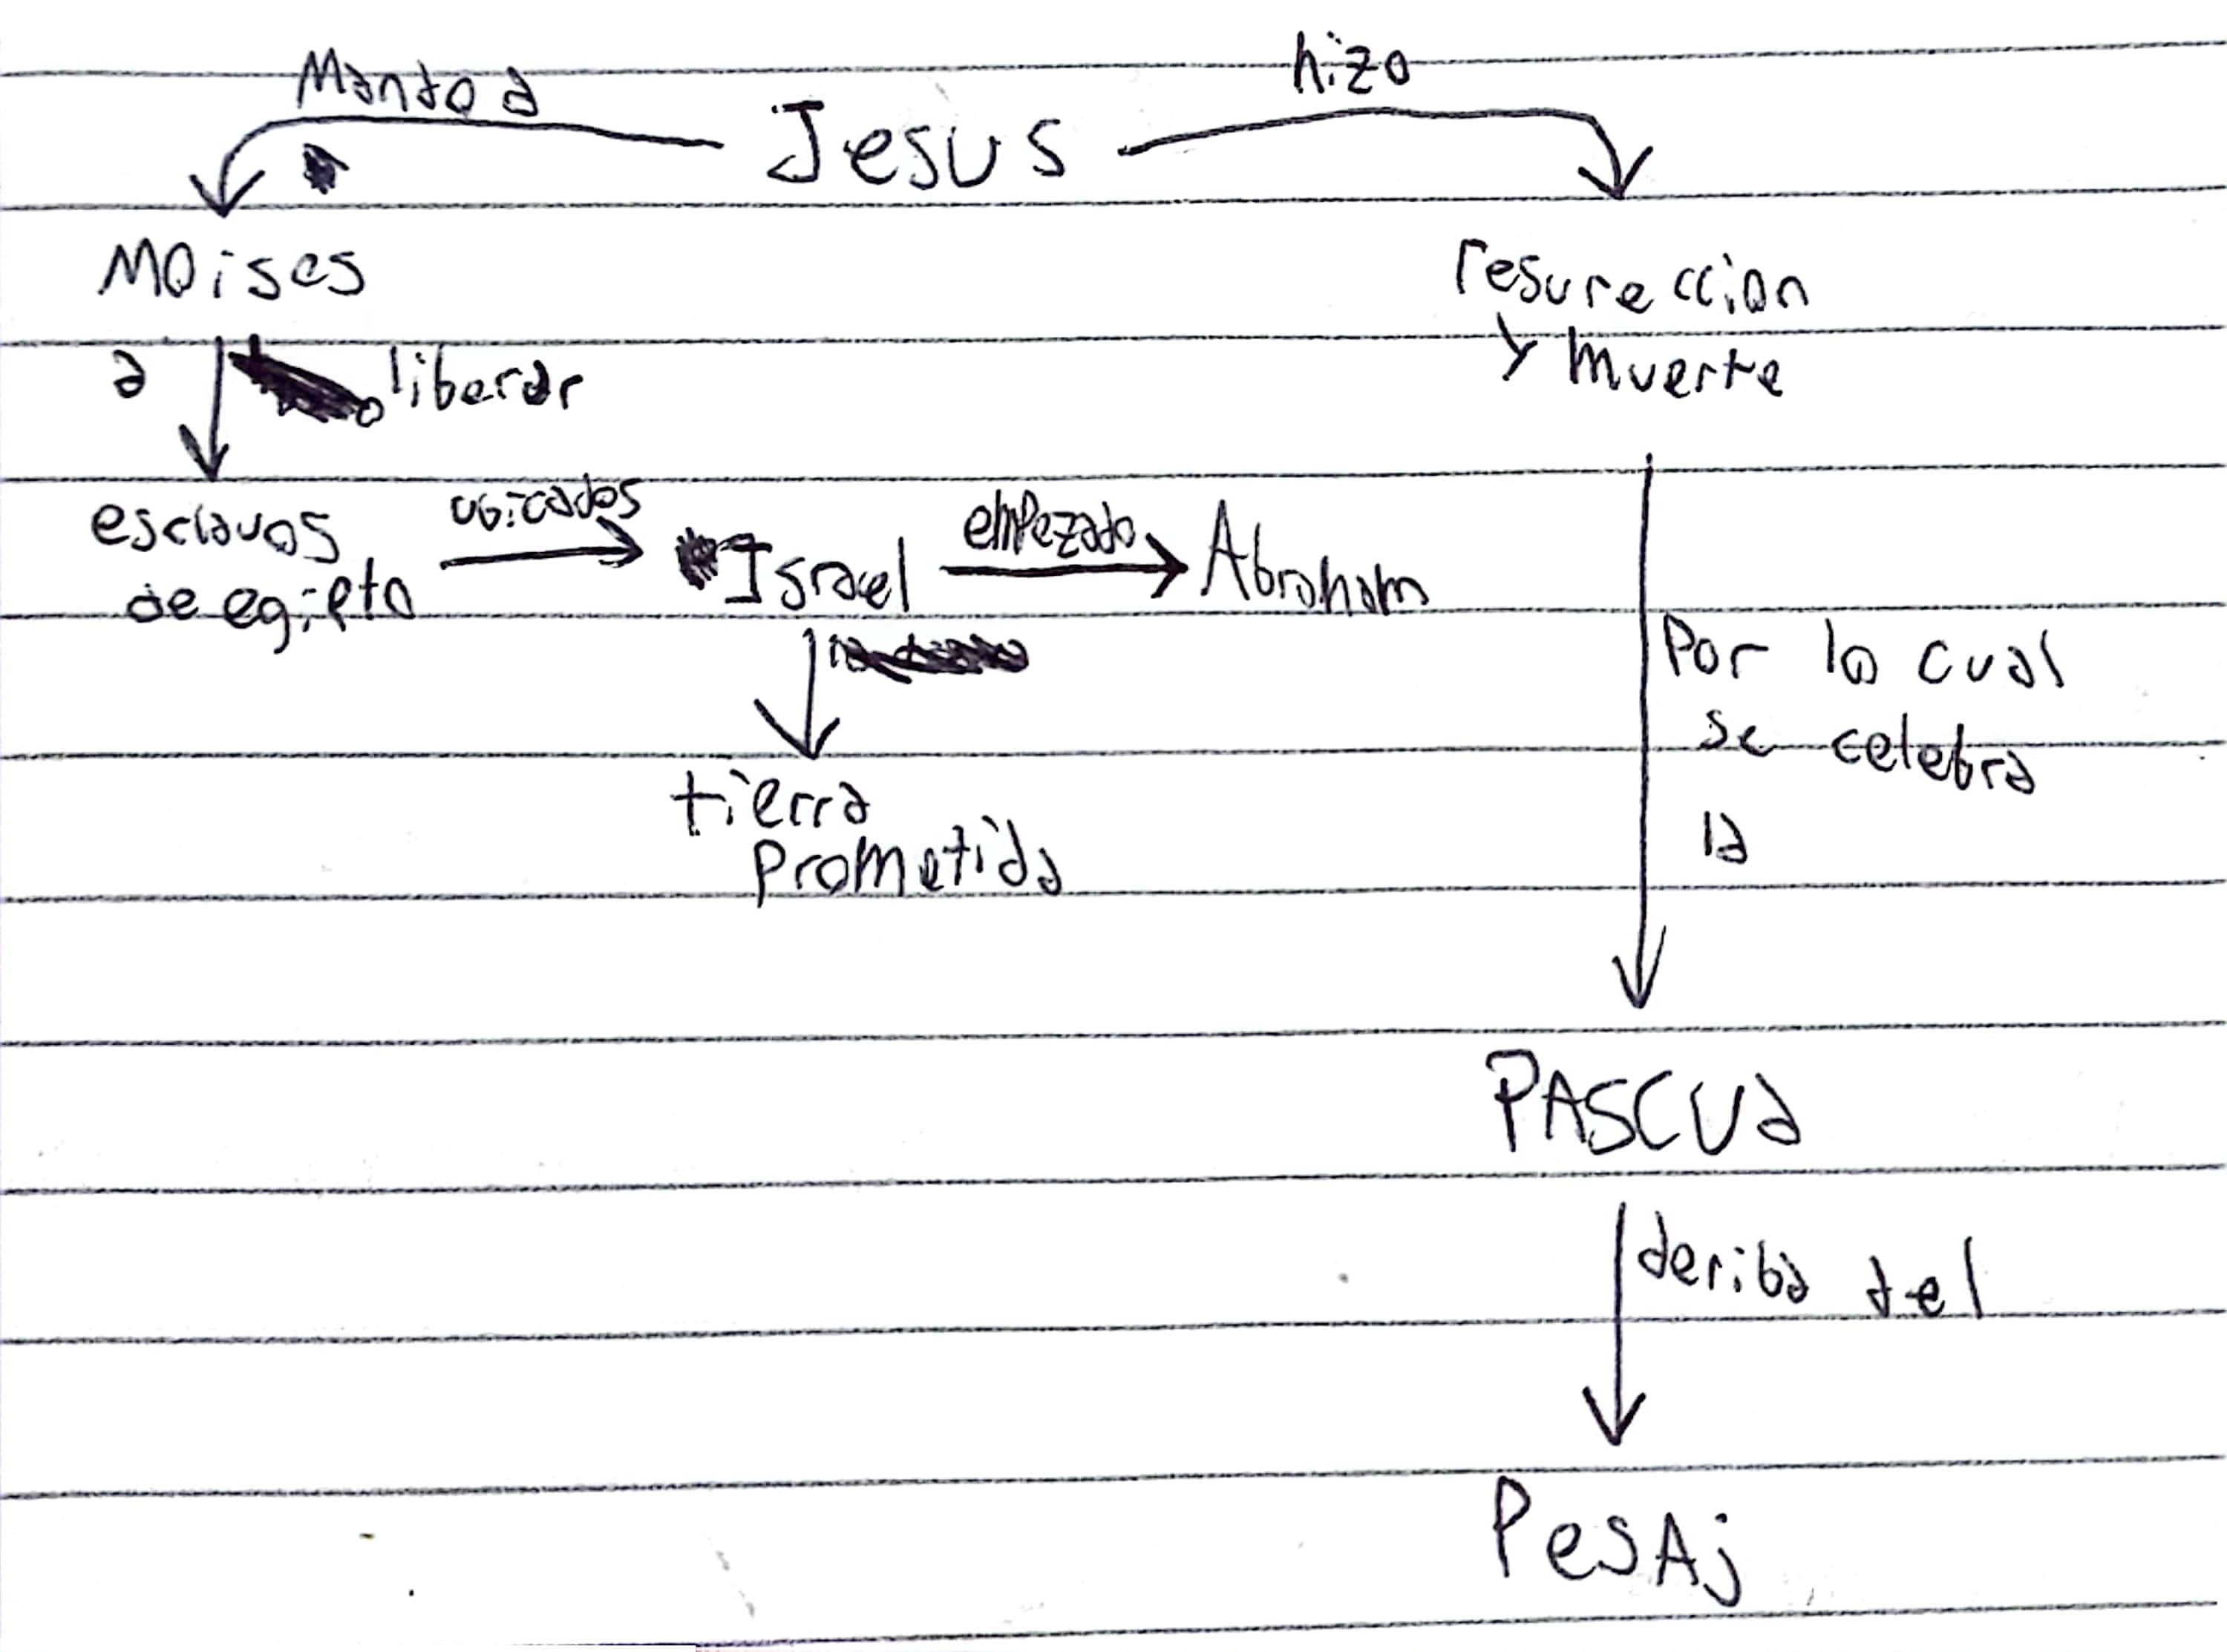 Mando a
hizo
Jesus
Moises
resureccion
y muerte
a liberar
esclavos
de egipto
ubicados
Israel
empezado
Abraham
tierra
Prometida
Por lo cual
se celebra
la
PASCUa
deriba del
PesAj